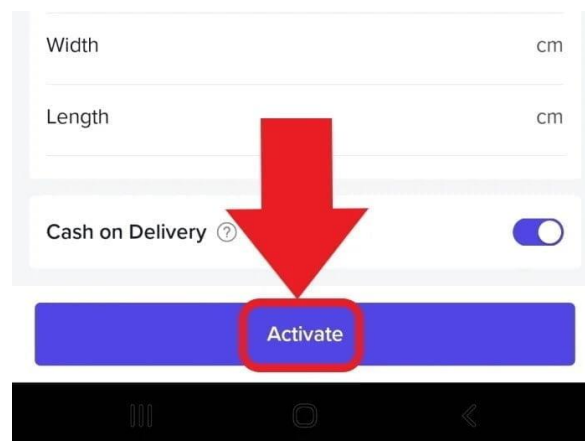 Width
cm
Length
cm
Cash on Delivery ?
Activate